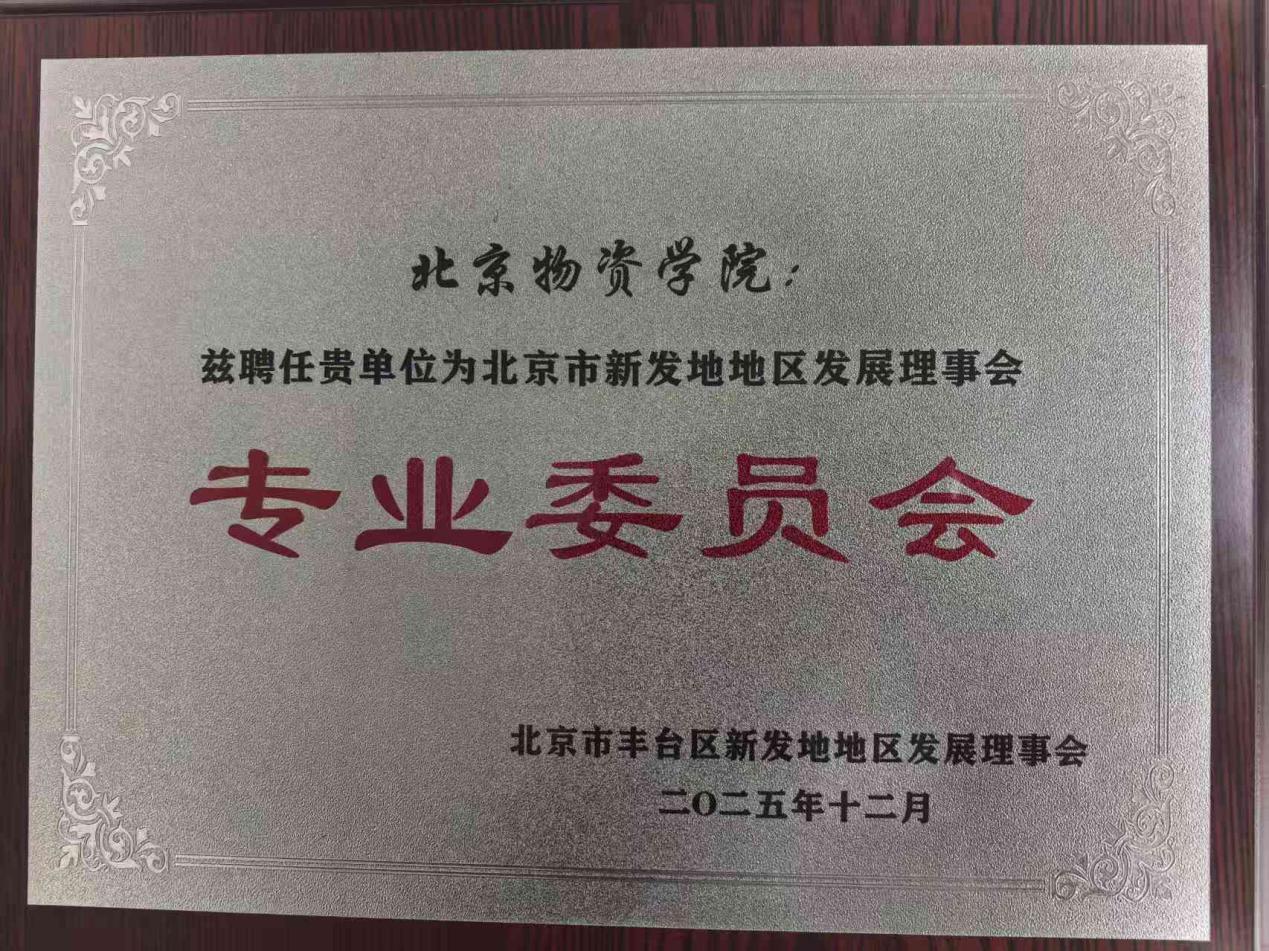 北京物资学院：
兹聘任贵单位为北京市新发地地区发展理事会
专业委员会
北京市丰台区新发地地区发展理事会
二〇二五年十二月